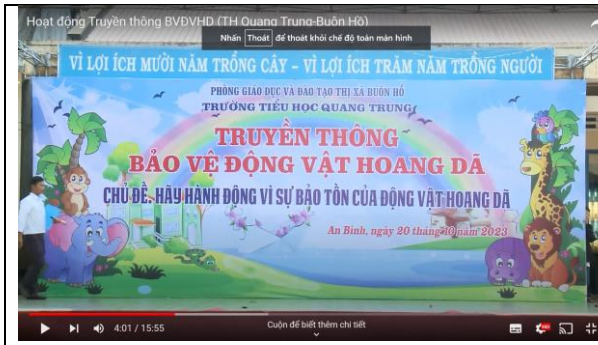 Hoạt động Truyền thông BVĐVHD (TH Quang Trung-Buôn Hồ)
Nhấn Thoát để thoát khỏi chế độ toàn màn hình
VÌ LỢI ÍCH MƯỜI NĂM TRỒNG CÂY – VÌ LỢI ÍCH TRĂM NĂM TRỒNG NGƯỜI
PHÒNG GIÁO DỤC VÀ ĐÀO TẠO THỊ XÃ BUÔN HỒ
TRƯỜNG TIỂU HỌC QUANG TRUNG
TRUYỀN THÔNG
BẢO VỆ ĐỘNG VẬT HOANG DÃ
CHỦ ĐỀ: HÃY HÀNH ĐỘNG VÌ SỰ BẢO TỒN CỦA ĐỘNG VẬT HOANG DÃ
An Bình, ngày 20 tháng 10 năm 2023
4:01 / 15:55
Cuộn để biết thêm chi tiết